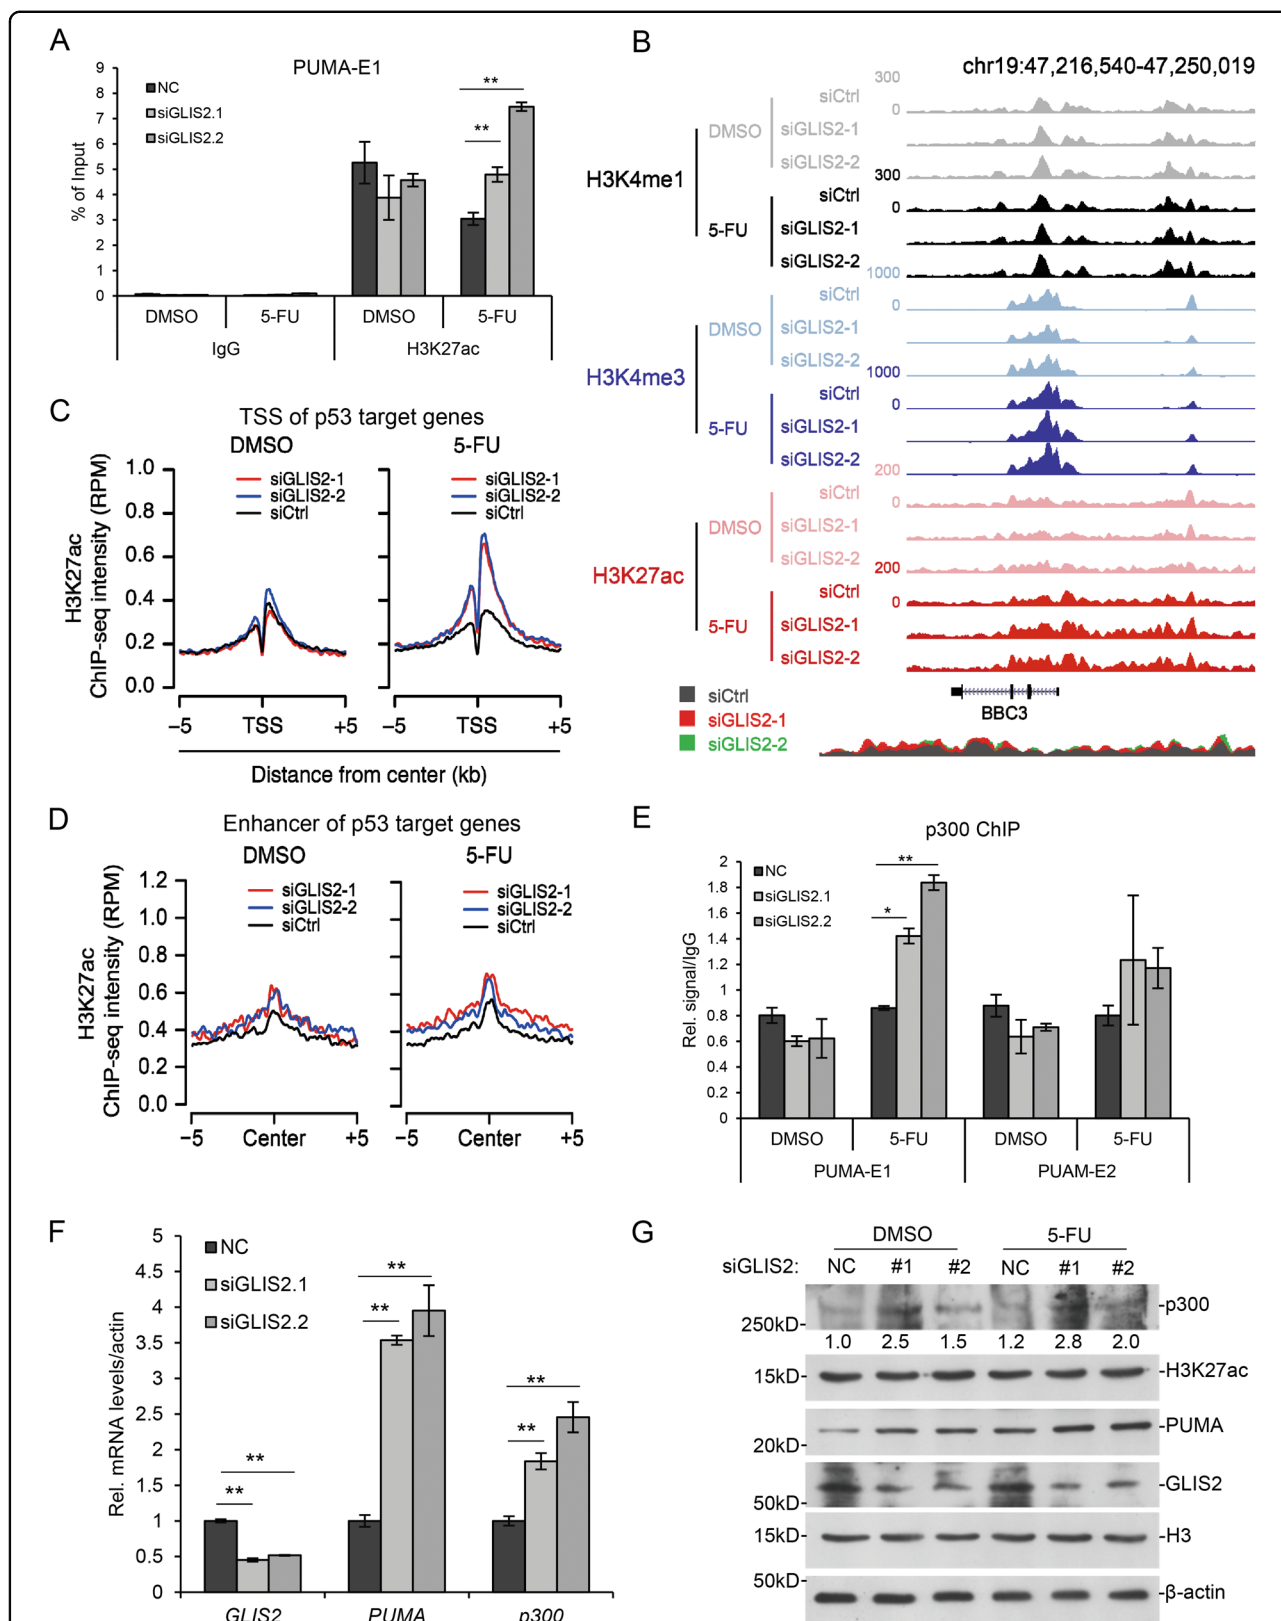 A
PUMA-E1
NC
siGLIS2.1
siGLIS2.2
**
**
% of Input
9
8
7
6
5
4
3
2
1
0
DMSO
5-FU
DMSO
5-FU
IgG
H3K27ac
B
chr19:47,216,540-47,250,019
300
0
300
0
1000
0
1000
0
200
0
200
0
H3K4me1
DMSO
siCtrl
siGLIS2-1
siGLIS2-2
5-FU
siCtrl
siGLIS2-1
siGLIS2-2
H3K4me3
DMSO
siCtrl
siGLIS2-1
siGLIS2-2
5-FU
siCtrl
siGLIS2-1
siGLIS2-2
H3K27ac
DMSO
siCtrl
siGLIS2-1
siGLIS2-2
5-FU
siCtrl
siGLIS2-1
siGLIS2-2
BBC3
siCtrl
siGLIS2-1
siGLIS2-2
C
TSS of p53 target genes
DMSO
5-FU
siGLIS2-1
siGLIS2-2
siCtrl
siGLIS2-1
siGLIS2-2
siCtrl
H3K27ac
ChIP-seq intensity (RPM)
1.0
0.8
0.6
0.4
0.2
0.0
−5
TSS
+5
−5
TSS
+5
Distance from center (kb)
D
Enhancer of p53 target genes
DMSO
5-FU
siGLIS2-1
siGLIS2-2
siCtrl
siGLIS2-1
siGLIS2-2
siCtrl
H3K27ac
ChIP-seq intensity (RPM)
1.2
1.0
0.8
0.6
0.4
0.2
0.0
−5
Center
+5
−5
Center
+5
E
p300 ChIP
NC
siGLIS2.1
siGLIS2.2
**
*
Rel. signal/IgG
2
1.8
1.6
1.4
1.2
1
0.8
0.6
0.4
0.2
0
DMSO
5-FU
DMSO
5-FU
PUMA-E1
PUAM-E2
F
NC
siGLIS2.1
siGLIS2.2
**
**
**
**
**
**
Rel. mRNA levels/actin
5
4.5
4
3.5
3
2.5
2
1.5
1
0.5
0
GLIS2
PUMA
p300
G
DMSO
5-FU
siGLIS2:
NC
#1
#2
NC
#1
#2
250kD-
-p300
1.0
2.5
1.5
1.2
2.8
2.0
15kD-
-H3K27ac
20kD-
-PUMA
50kD-
-GLIS2
15kD-
-H3
50kD-
-β-actin